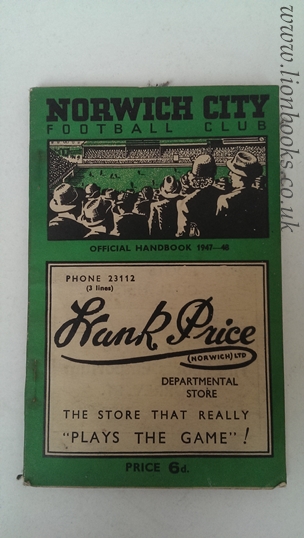 NORWICH CITY
FOOTBALL CLUB
OFFICIAL HANDBOOK 1947-48
PHONE 23112
(3 lines)
Frank Price
(NORWICH) LTD
DEPARTMENTAL
STORE
THE STORE THAT REALLY
"PLAYS THE GAME"!
PRICE 6d.
www.lionbooks.co.uk